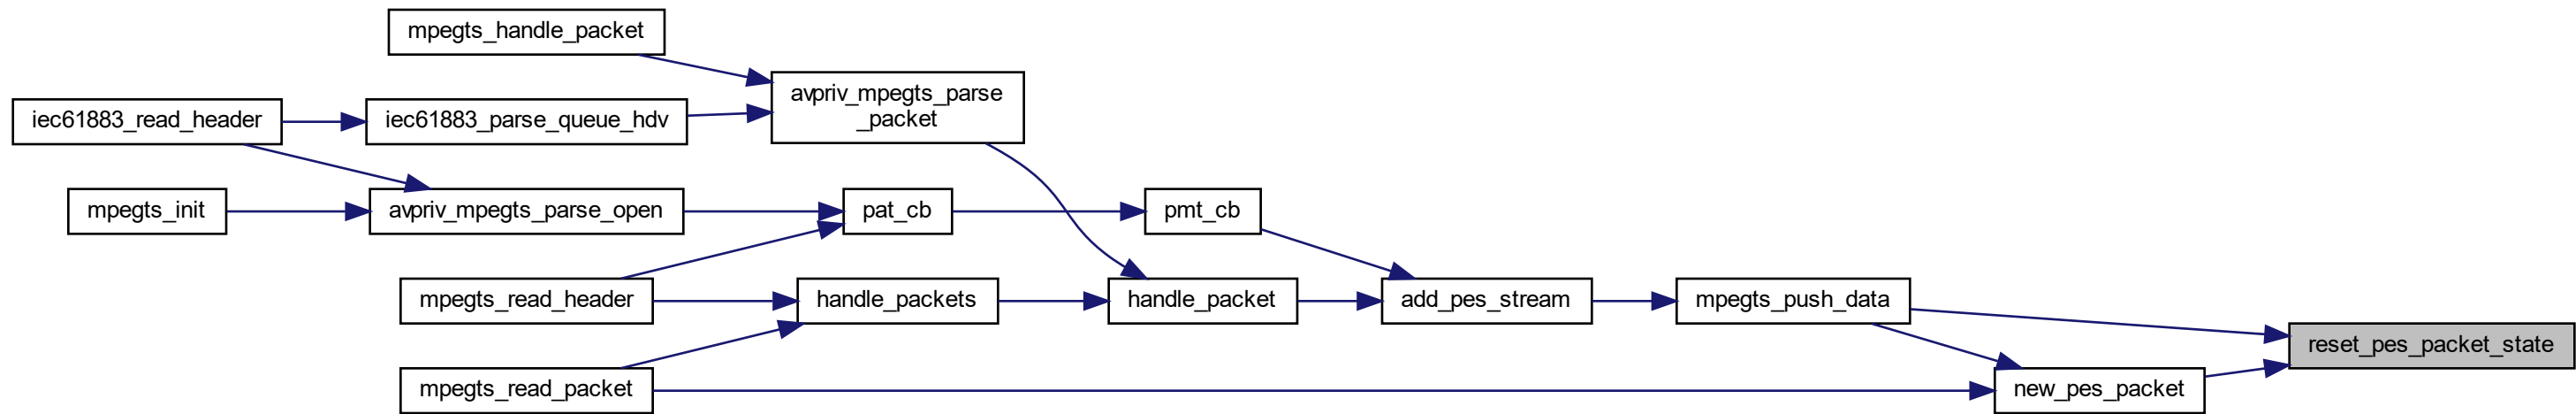 mpegts_handle_packet
avpriv_mpegts_parse
_packet
iec61883_read_header
iec61883_parse_queue_hdv
mpegts_init
avpriv_mpegts_parse_open
pat_cb
pmt_cb
mpegts_read_header
handle_packets
handle_packet
add_pes_stream
mpegts_push_data
reset_pes_packet_state
mpegts_read_packet
new_pes_packet